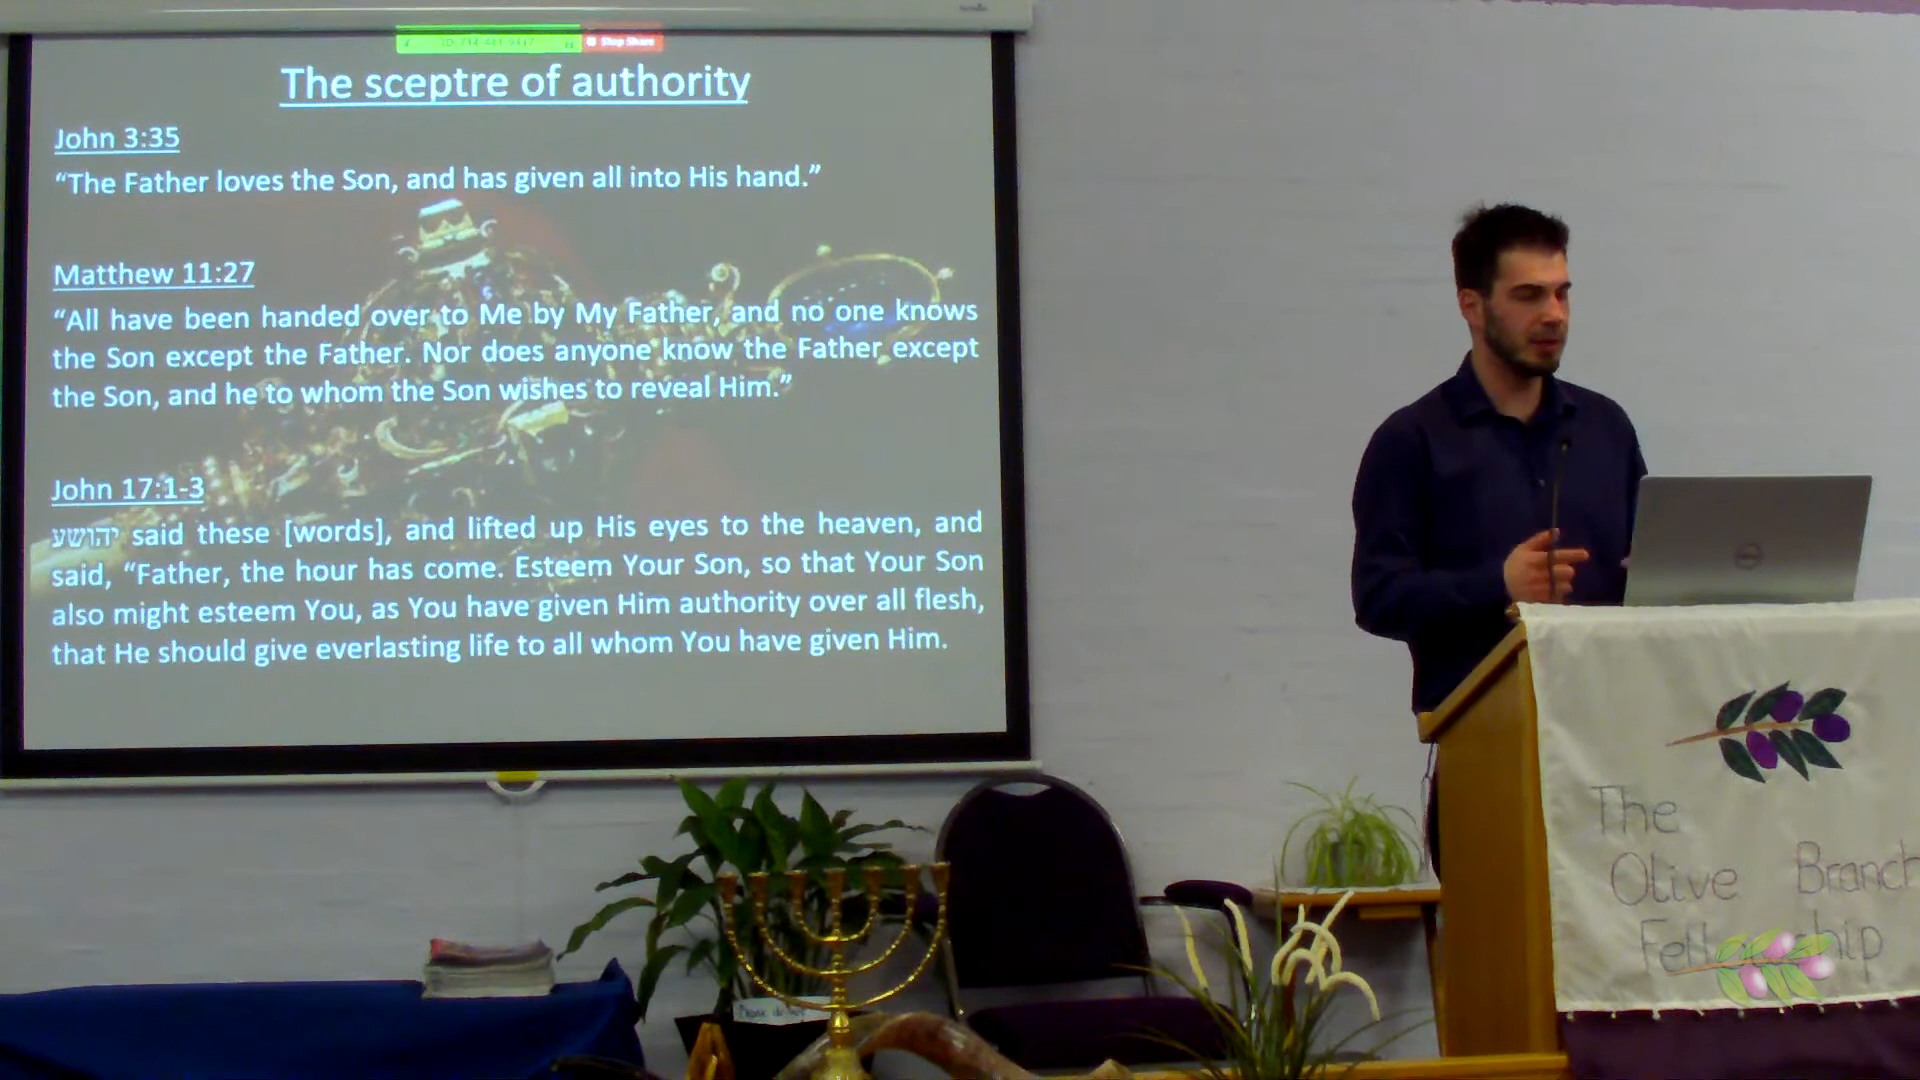 Stop Share
The sceptre of authority
John 3:35
“The Father loves the Son, and has given all into His hand.”
Matthew 11:27
“All have been handed over to Me by My Father, and no one knows
the Son except the Father. Nor does anyone know the Father except
the Son, and he to whom the Son wishes to reveal Him.”
John 17:1-3
יהושע said these [words], and lifted up His eyes to the heaven, and
said, “Father, the hour has come. Esteem Your Son, so that Your Son
also might esteem You, as You have given Him authority over all flesh,
that He should give everlasting life to all whom You have given Him.
DELL
The
Olive Branch
Fellowship